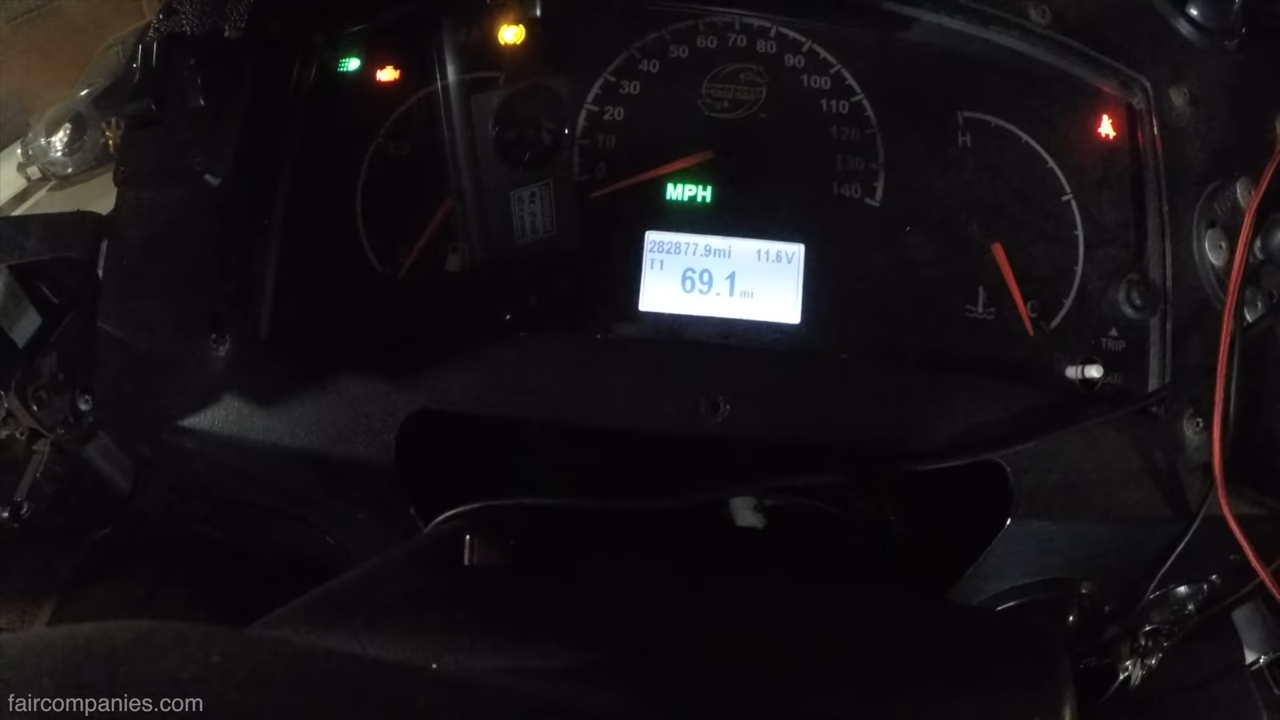 60 70 80
50 90
40 100
30 110
20 120
10 130
0 140
H
MPH
282877.9mi 11.6V
T1 69.1 mi
C
TRIP
faircompanies.com